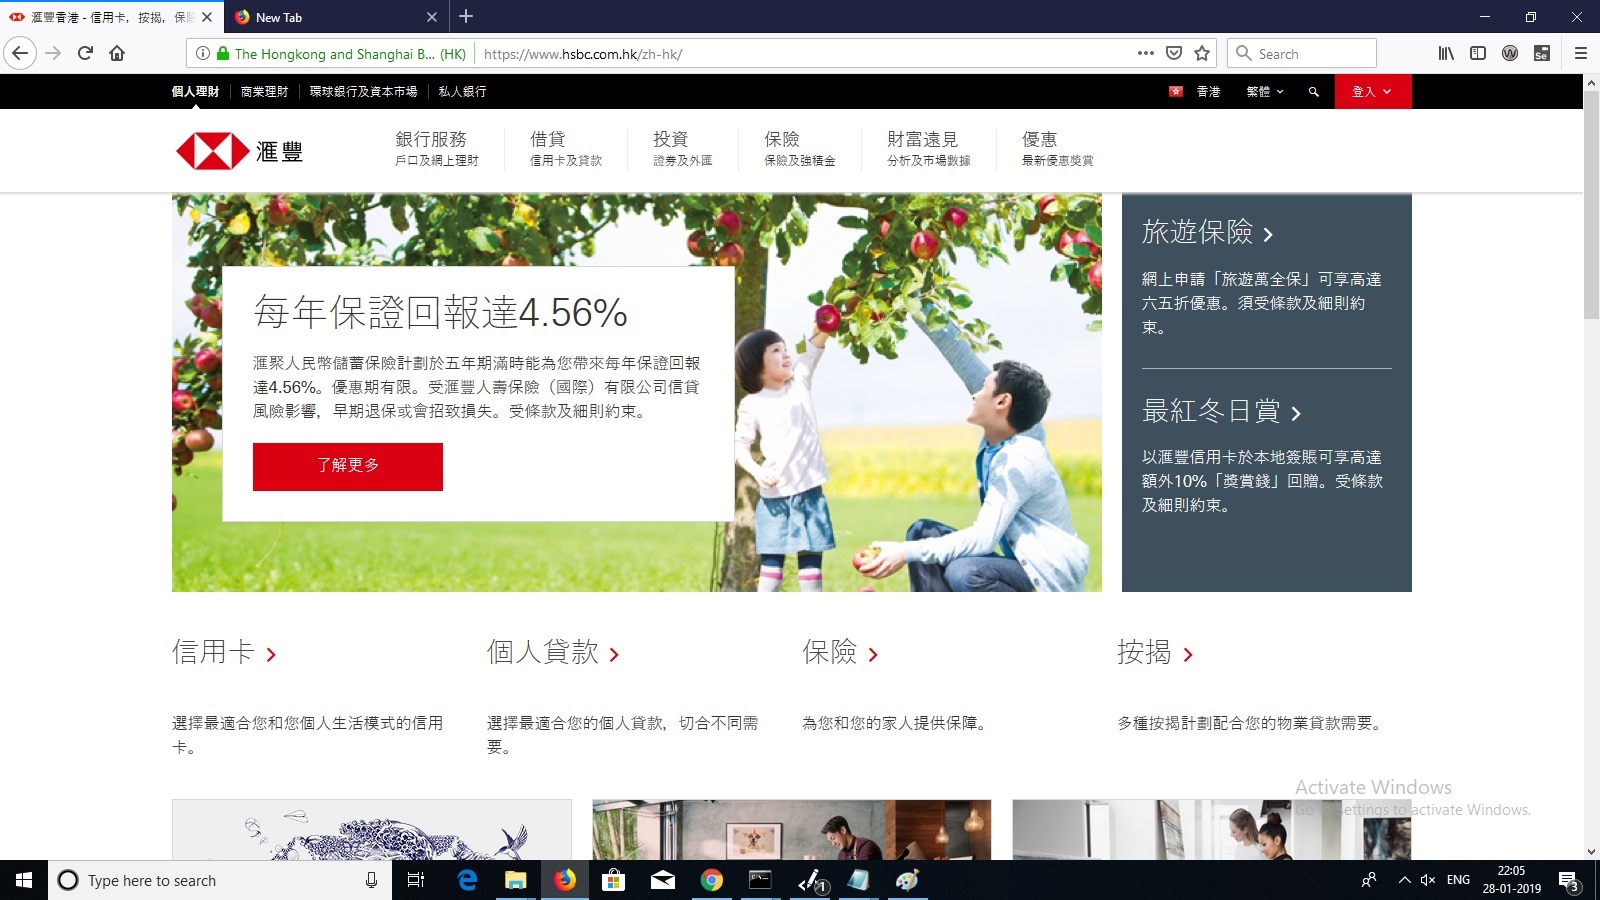 滙豐香港 - 信用卡，按揭，保險
New Tab
The Hongkong and Shanghai B... (HK)
https://www.hsbc.com.hk/zh-hk/
Search
個人理財
商業理財
環球銀行及資本市場
私人銀行
香港
繁體
登入
滙豐
銀行服務
戶口及網上理財
借貸
信用卡及貸款
投資
證券及外匯
保險
保險及強積金
財富遠見
分析及市場數據
優惠
最新優惠獎賞
每年保證回報達4.56%
滙聚人民幣儲蓄保險計劃於五年期滿時能為您帶來每年保證回報
達4.56%。優惠期有限。受滙豐人壽保險（國際）有限公司信貸
風險影響，早期退保或會招致損失。受條款及細則約束。
了解更多
旅遊保險
網上申請「旅遊萬全保」可享高達
六五折優惠。須受條款及細則約
束。
最紅冬日賞
以滙豐信用卡於本地簽賬可享高達
額外10%「獎賞錢」回贈。受條款
及細則約束。
信用卡
選擇最適合您和您個人生活模式的信用
卡。
個人貸款
選擇最適合您的個人貸款，切合不同需
要。
保險
為您和您的家人提供保障。
按揭
多種按揭計劃配合您的物業貸款需要。
Activate Windows
Go to Settings to activate Windows.
Type here to search
1
ENG
22:05
28-01-2019
3